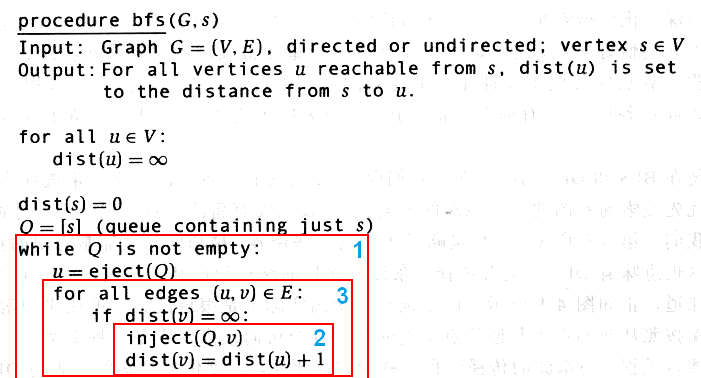 procedure bfs(G,s)
Input: Graph G = (V, E), directed or undirected; vertex s ∈ V
Output: For all vertices u reachable from s, dist(u) is set
to the distance from s to u.
for all u ∈ V:
dist(u) = ∞
dist(s) = 0
Q = [s] (queue containing just s)
while Q is not empty: 1
u = eject(Q)
for all edges (u, v) ∈ E: 3
if dist(v) = ∞:
inject(Q, v) 2
dist(v) = dist(u) + 1